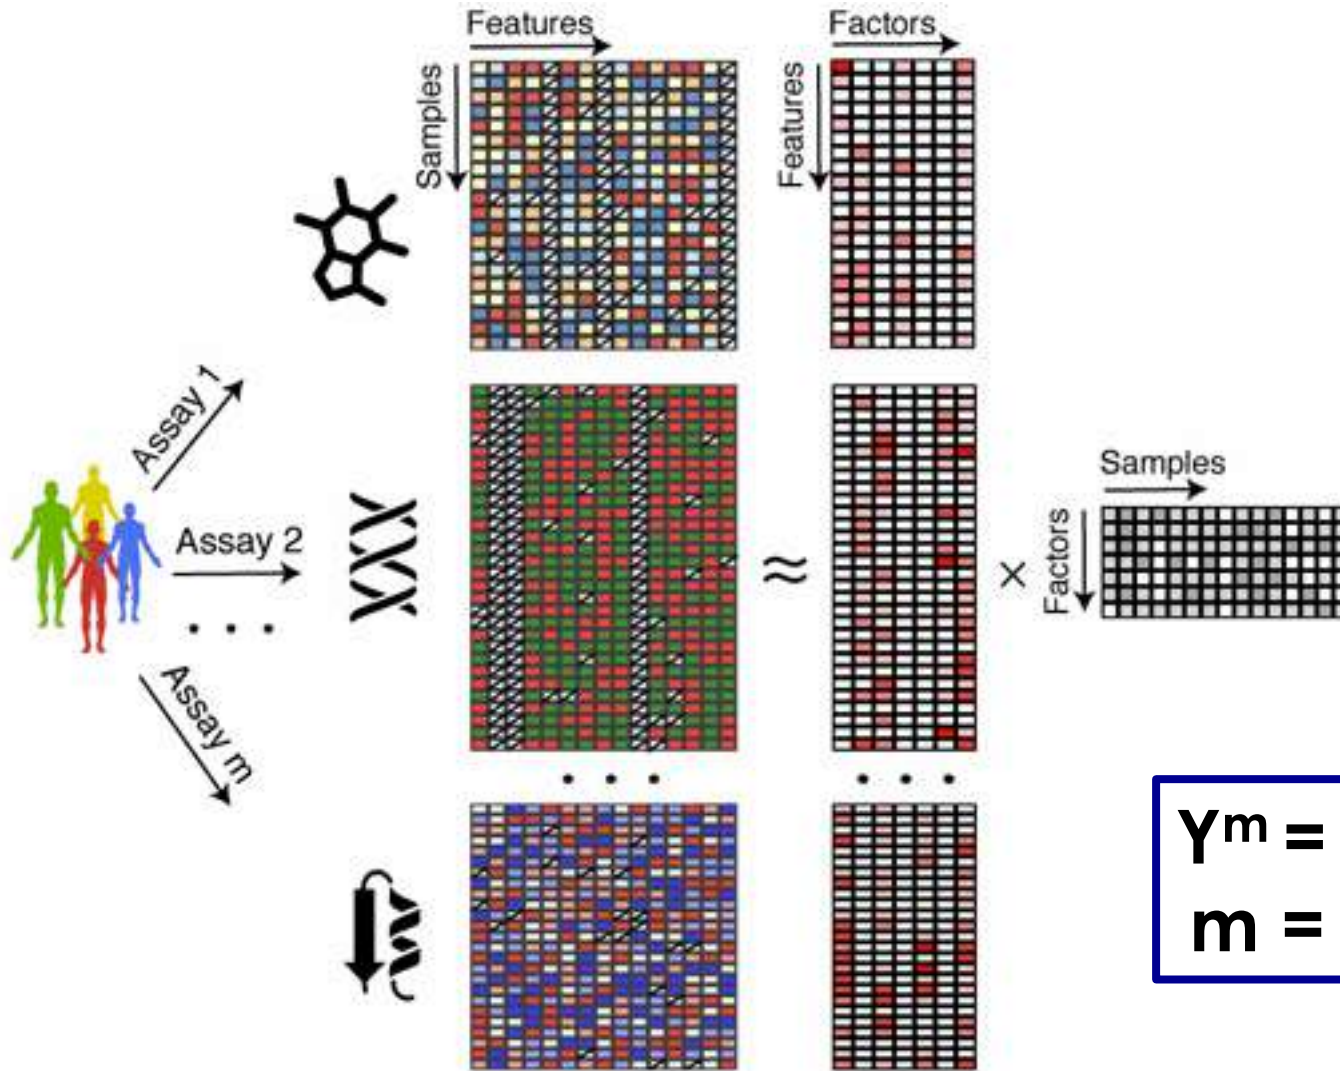 Features
Samples
Factors
Features
Assay 1
Assay 2
. . .
Assay m
≈
×
Samples
Factors
. . .
. . .
Yᵐ =
m =